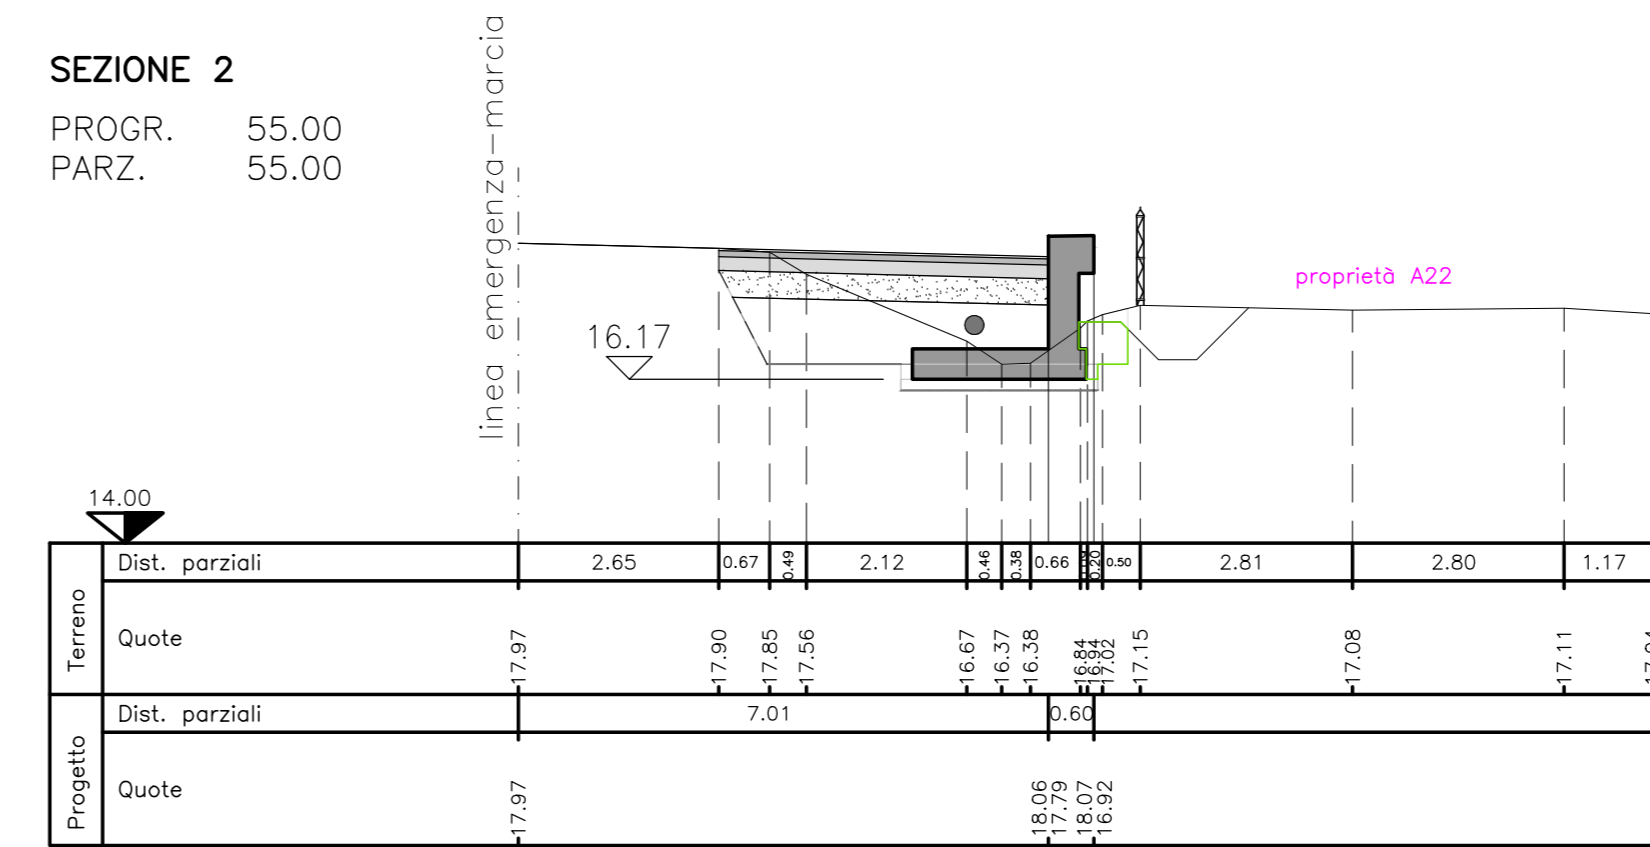 SEZIONE 2
PROGR. 55.00
PARZ. 55.00
linea emergenza-marcia
proprietà A22
16.17
14.00
Terreno
Dist. parziali 2.65 0.67 0.49 2.12 0.46 0.38 0.66 0.09 0.20 0.50 2.81 2.80 1.17
Quote 17.97 17.90 17.85 17.56 16.67 16.37 16.38 16.84 16.94 17.02 17.15 17.08 17.11
Progetto
Dist. parziali 7.01 0.60
Quote 17.97 18.06 17.79 18.07 16.92